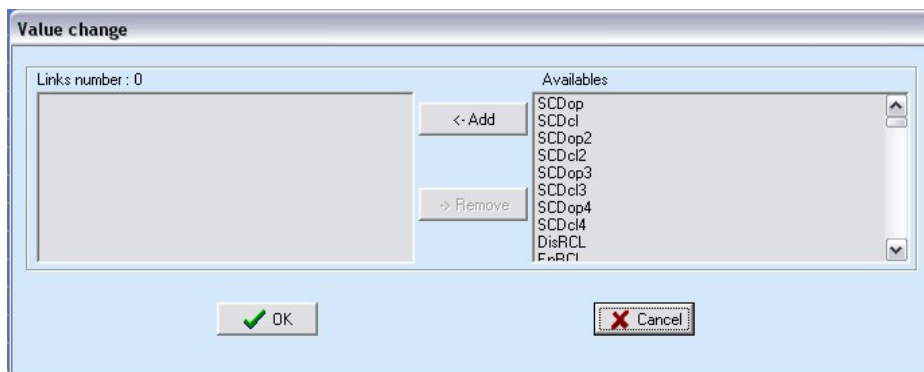 Value change
Links number : 0
Availables
<- Add
-> Remove
SCDop
SCDcl
SCDop2
SCDcl2
SCDop3
SCDcl3
SCDop4
SCDcl4
DisRCL
EnRCL
OK
Cancel